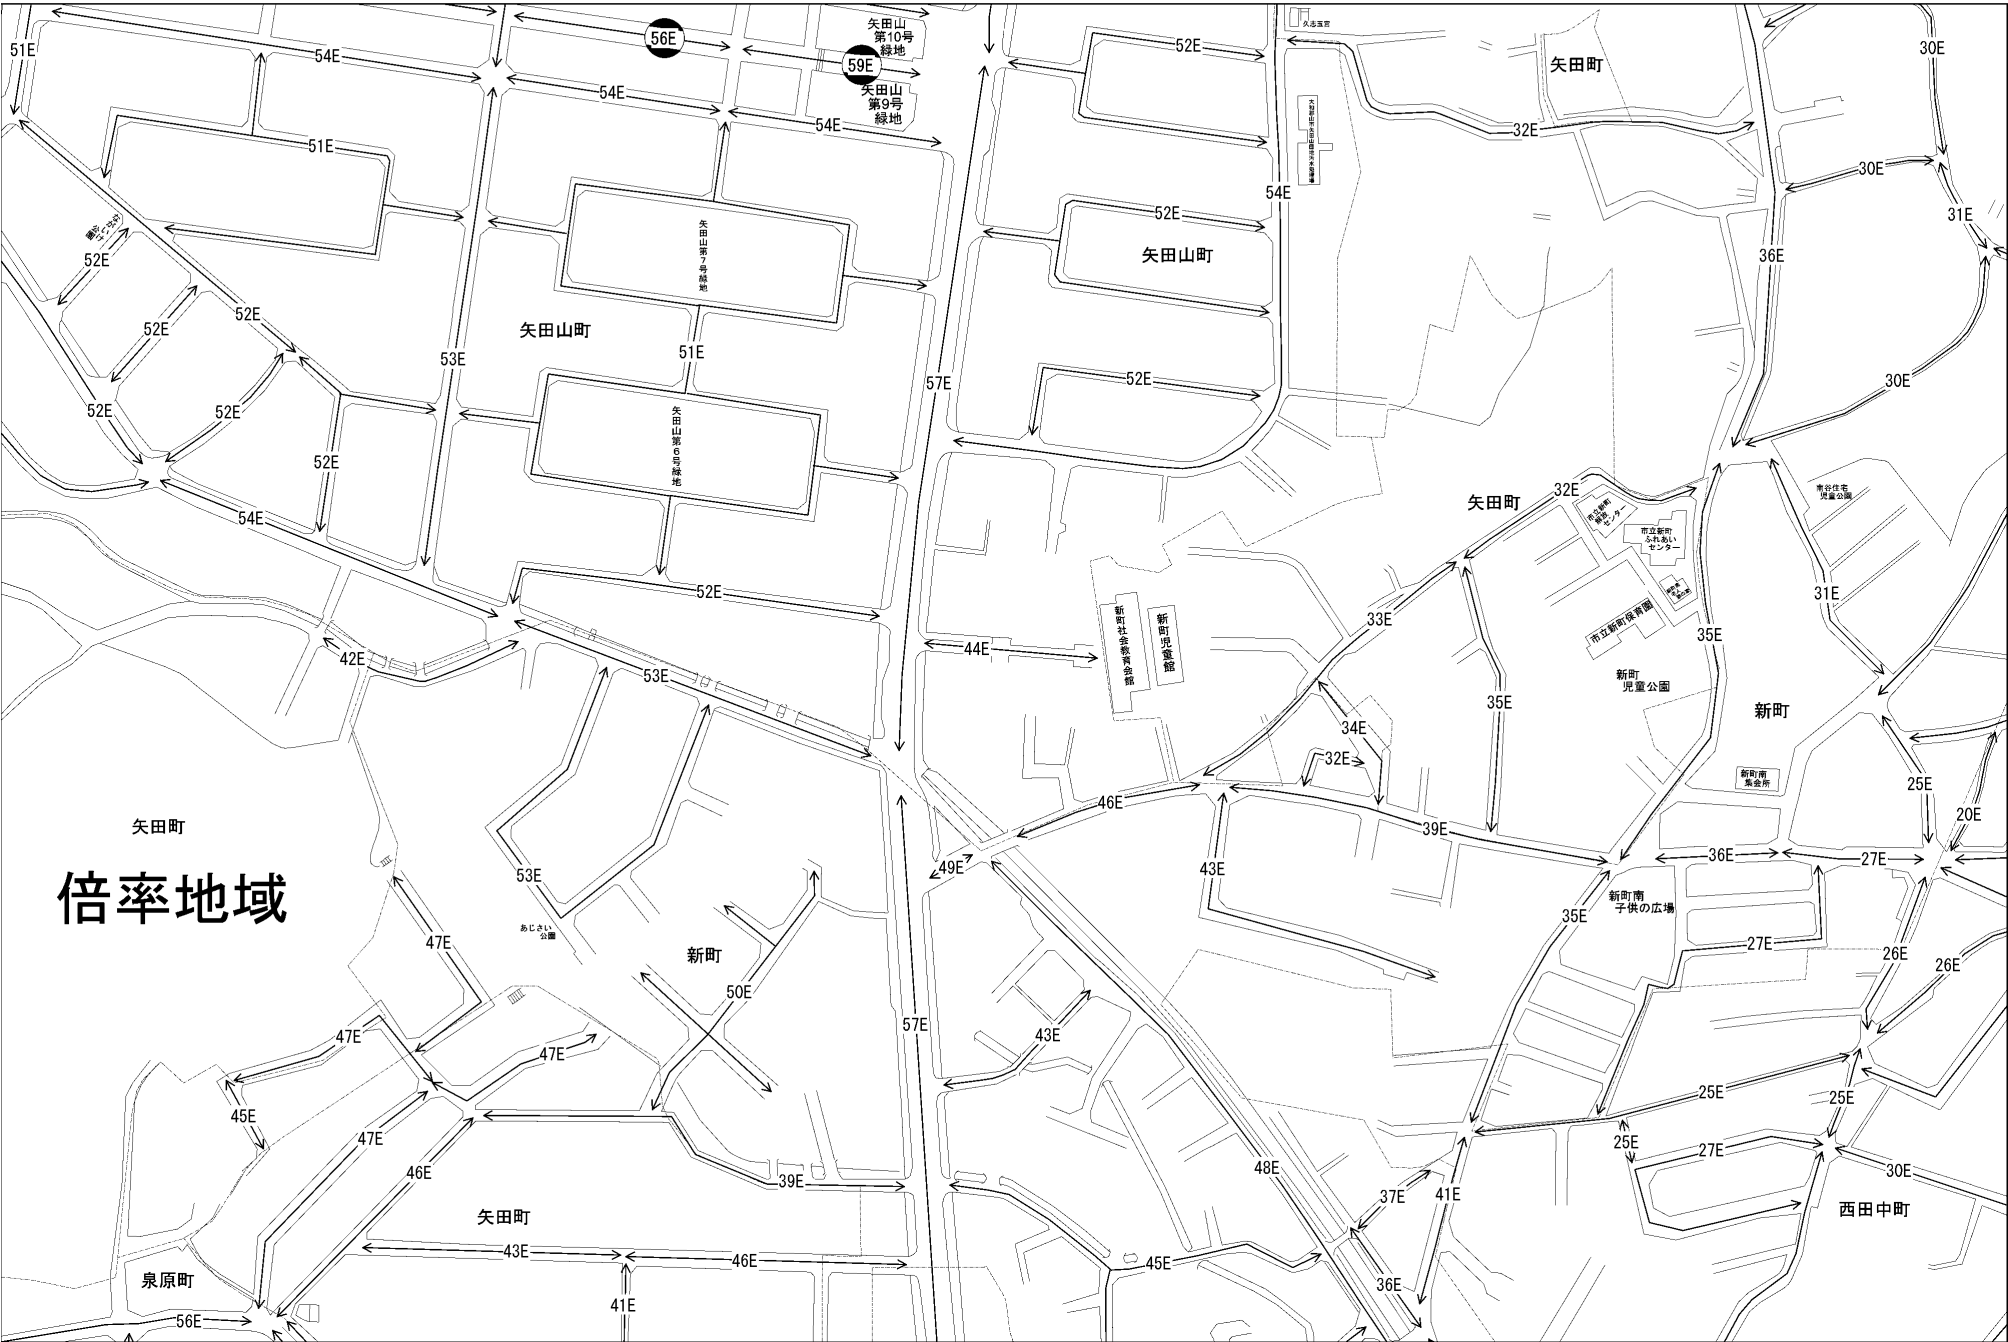 久志玉宮
矢田山
第10号
緑地
56E
51E
54E
59E
52E
30E
矢田町
矢田山
第9号
緑地
54E
54E
32E
51E
30E
54E
52E
31E
矢田山第7号緑地
矢田山町
36E
52E
52E
52E
矢田山町
51E
53E
57E
52E
30E
52E
52E
矢田山第6号緑地
52E
南谷住宅
児童公園
矢田町
32E
54E
市立新町
ふれあい
センター
52E
31E
新町社会教育会館
新町児童館
33E
市立新町保育園
35E
44E
42E
53E
新町
児童公園
35E
新町
34E
32E
新町南
集会所
25E
46E
20E
矢田町
39E
36E
27E
49E
43E
53E
倍率地域
新町南
子供の広場
35E
あじさい
公園
47E
新町
27E
26E
26E
50E
57E
47E
43E
47E
25E
25E
45E
47E
25E
27E
46E
48E
30E
39E
37E
41E
西田中町
矢田町
43E
46E
45E
泉原町
36E
41E
56E